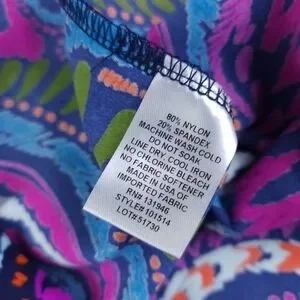 80% NYLON
20% SPANDEX
MACHINE WASH COLD
DO NOT SOAK
LINE DRY, COOL IRON
NO CHLORINE BLEACH
NO FABRIC SOFTENER
MADE IN USA OF
IMPORTED FABRIC
RN# 131946
STYLE# 101514
LOT# 51730